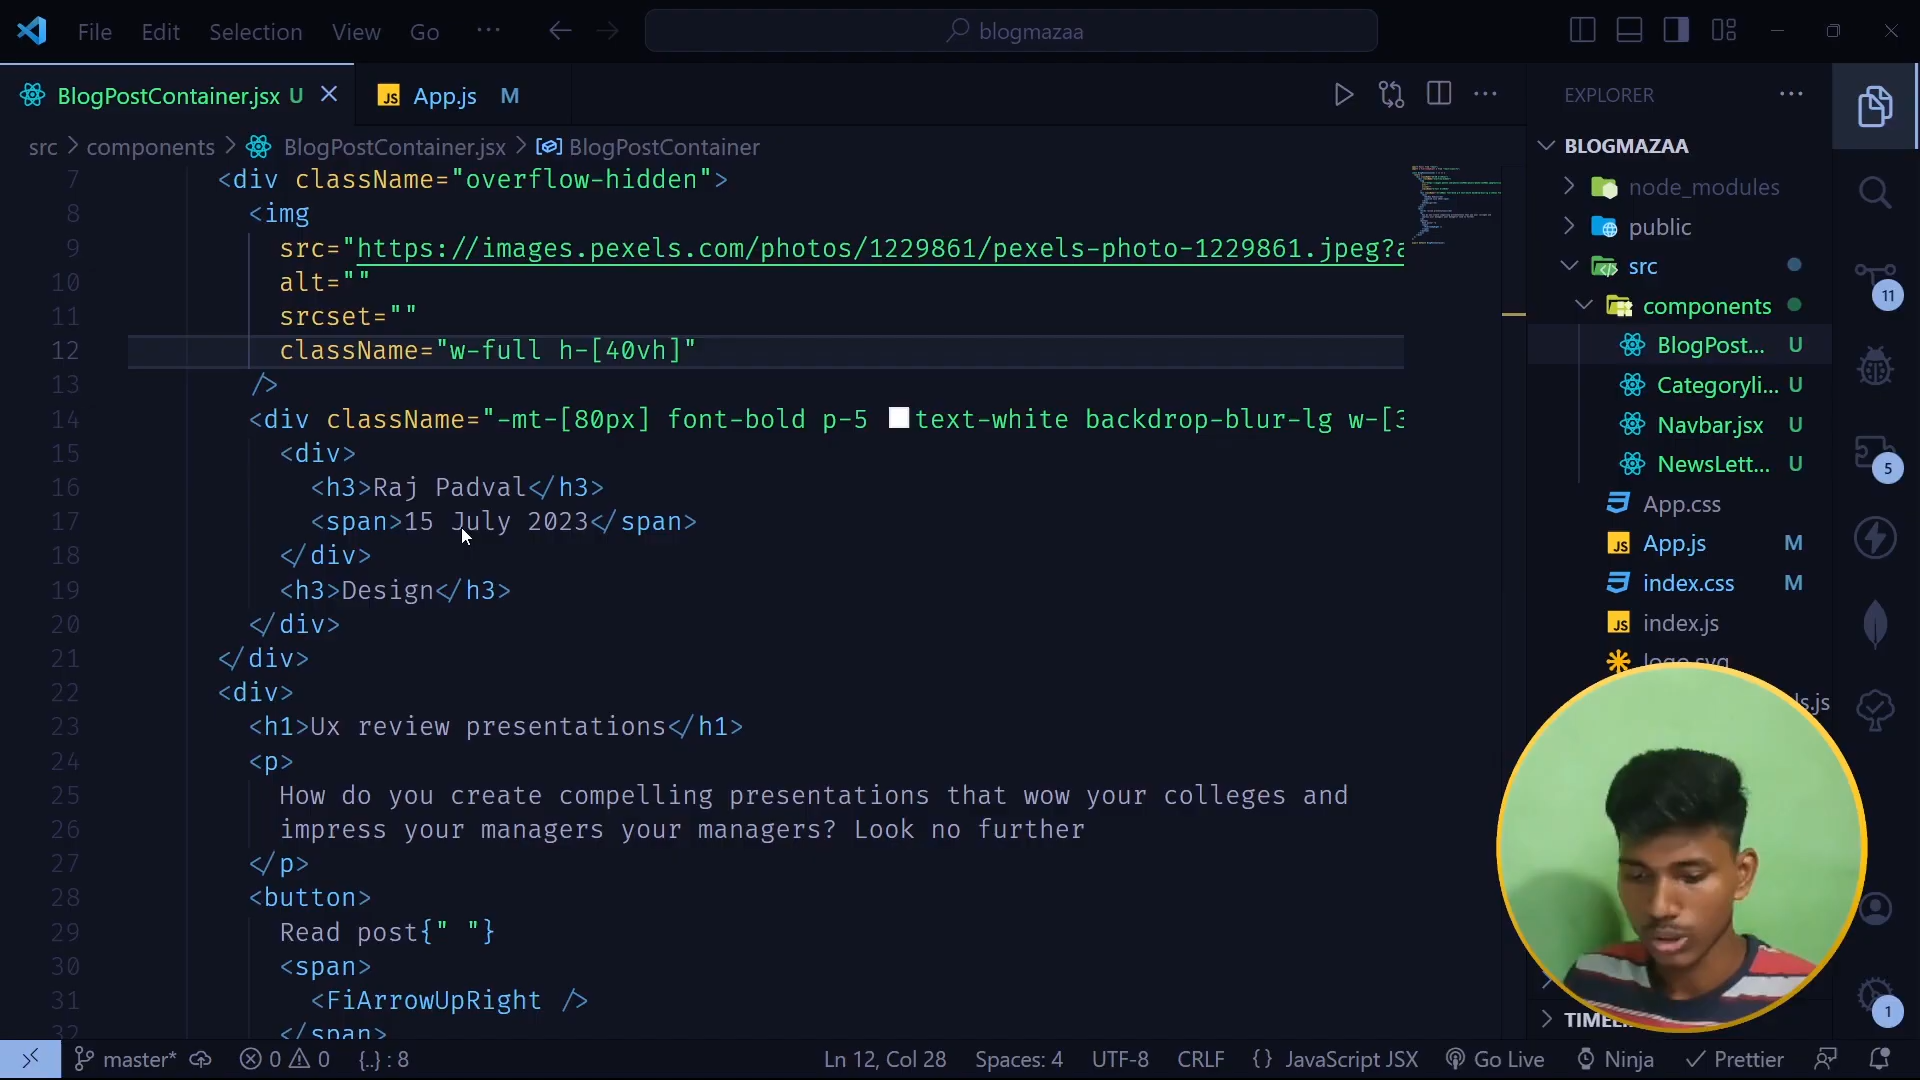 File Edit Selection View Go ···
blogmazaa
BlogPostContainer.jsx U
App.js M
src > components > BlogPostContainer.jsx > BlogPostContainer
7 <div className="overflow-hidden">
8 <img
9 src="https://images.pexels.com/photos/1229861/pexels-photo-1229861.jpeg?a
10 alt=""
11 srcset=""
12 className="w-full h-[40vh]"
13 />
14 <div className="-mt-[80px] font-bold p-5 text-white backdrop-blur-lg w-[3
15 <div>
16 <h3>Raj Padval</h3>
17 <span>15 July 2023</span>
18 </div>
19 <h3>Design</h3>
20 </div>
21 </div>
22 <div>
23 <h1>Ux review presentations</h1>
24 <p>
25 How do you create compelling presentations that wow your colleges and
26 impress your managers your managers? Look no further
27 </p>
28 <button>
29 Read post{" "}
30 <span>
31 <FiArrowUpRight />
32 </span>
EXPLORER ···
BLOGMAZAA
node_modules
public
src
components
BlogPost... U
Categoryli... U
Navbar.jsx U
NewsLett... U
App.css
App.js M
index.css M
index.js
logo.svg
ls.js
11
5
1
master* 0 0 {..} : 8 Ln 12, Col 28 Spaces: 4 UTF-8 CRLF {} JavaScript JSX Go Live Ninja Prettier